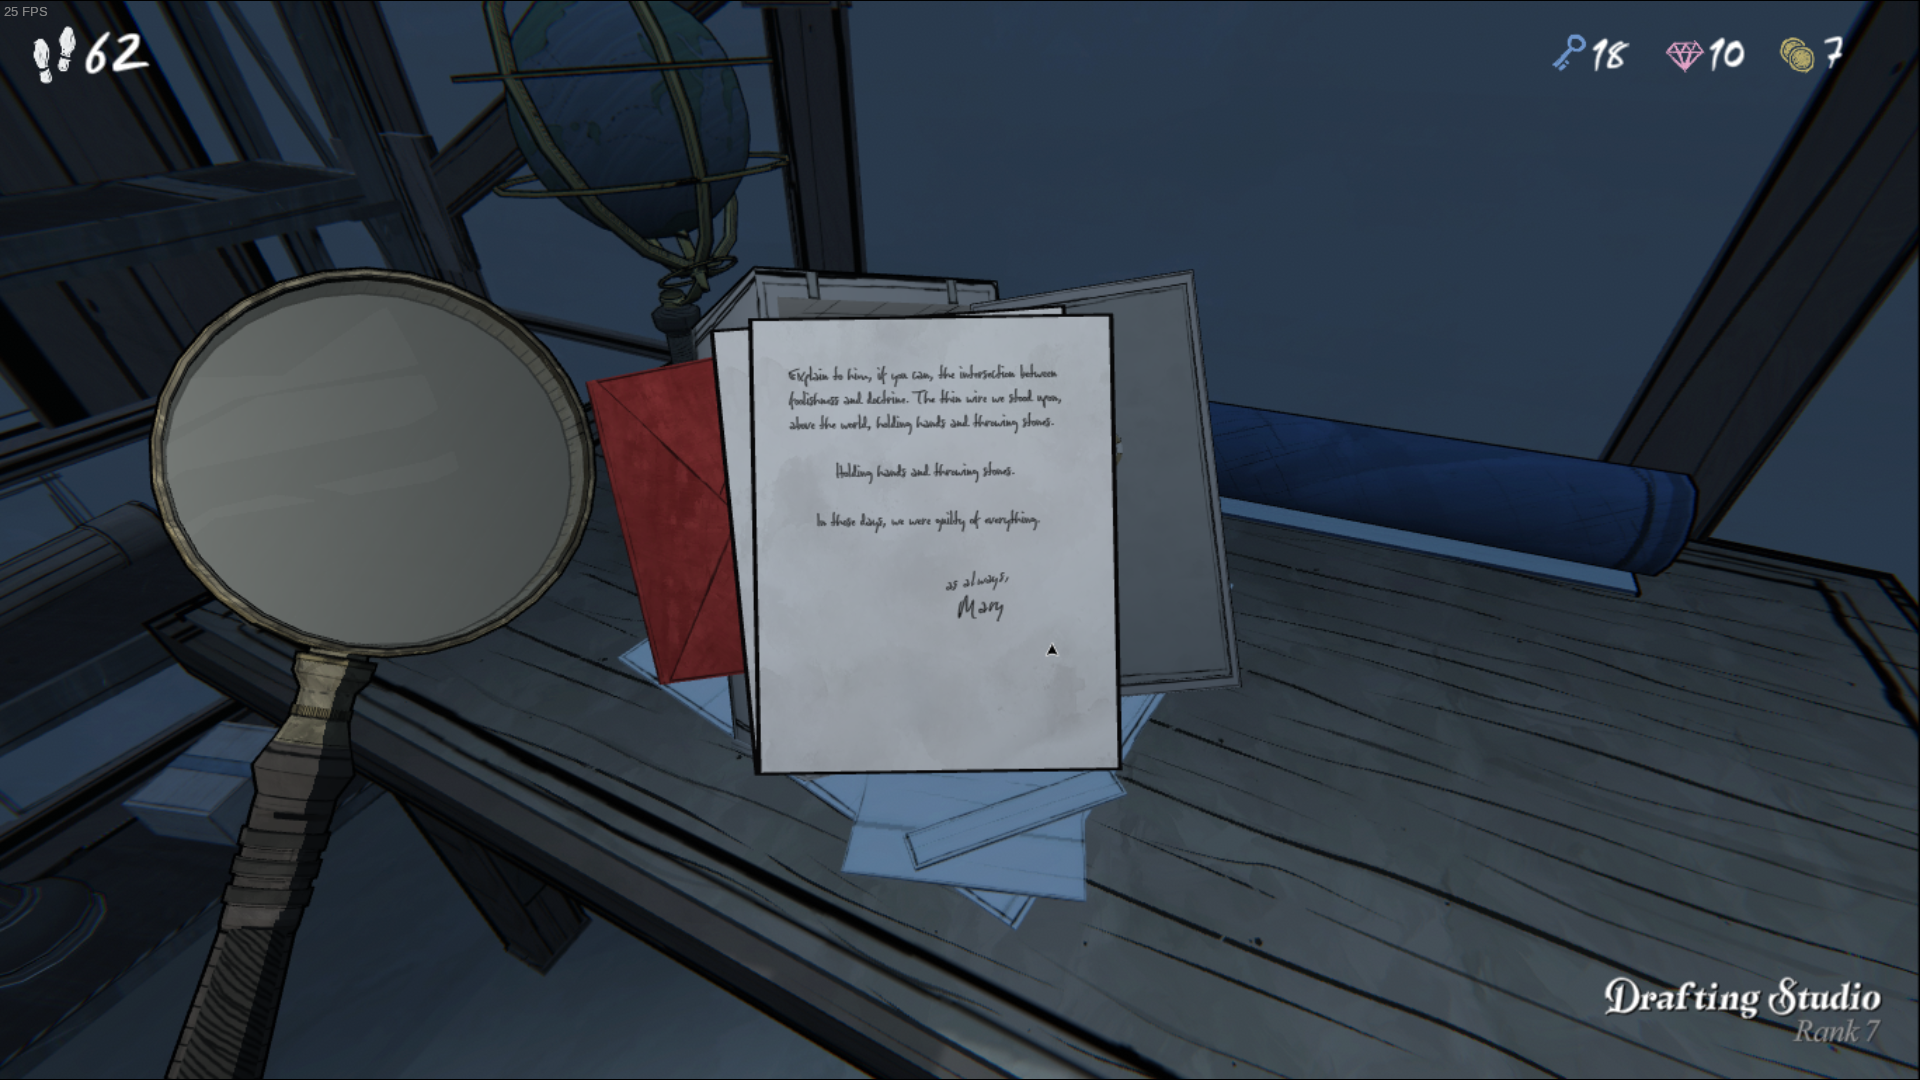 25 FPS
62
18
10
7
Explain to him, if you can, the intersection between
foolishness and doctrine. The thin wire we stood upon,
above the world, holding hands and throwing stones.
Holding hands and throwing stones.
In those days, we were guilty of everything.
as always,
Mary
Drafting Studio
Rank 7